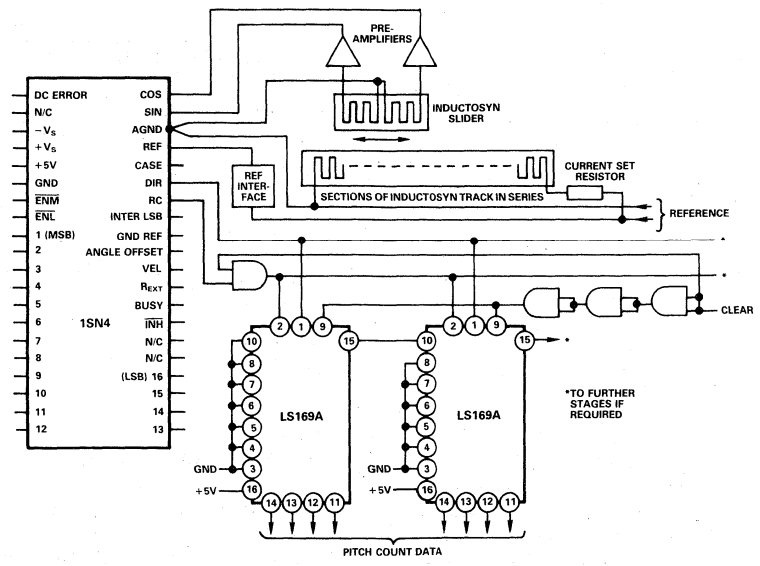 PRE-
AMPLIFIERS
DC ERROR
COS
N/C
SIN
INDUCTOSYN
SLIDER
−VS
AGND
+VS
REF
+5V
CASE
REF
INTER-
FACE
CURRENT SET
RESISTOR
GND
DIR
SECTIONS OF INDUCTOSYN TRACK IN SERIES
ENM
RC
REFERENCE
ENL
INTER LSB
1 (MSB)
GND REF
*
2
ANGLE OFFSET
3
VEL
*
4
REXT
5
BUSY
CLEAR
6
1SN4
INH
7
N/C
8
N/C
9
(LSB) 16
10
15
11
14
12
13
2
1
9
10
15
8
7
6
LS169A
5
4
GND
3
+5V
16
14
13
12
11
2
1
9
10
15
*
8
7
6
LS169A
5
4
GND
3
+5V
16
14
13
12
11
*TO FURTHER
STAGES IF
REQUIRED
PITCH COUNT DATA